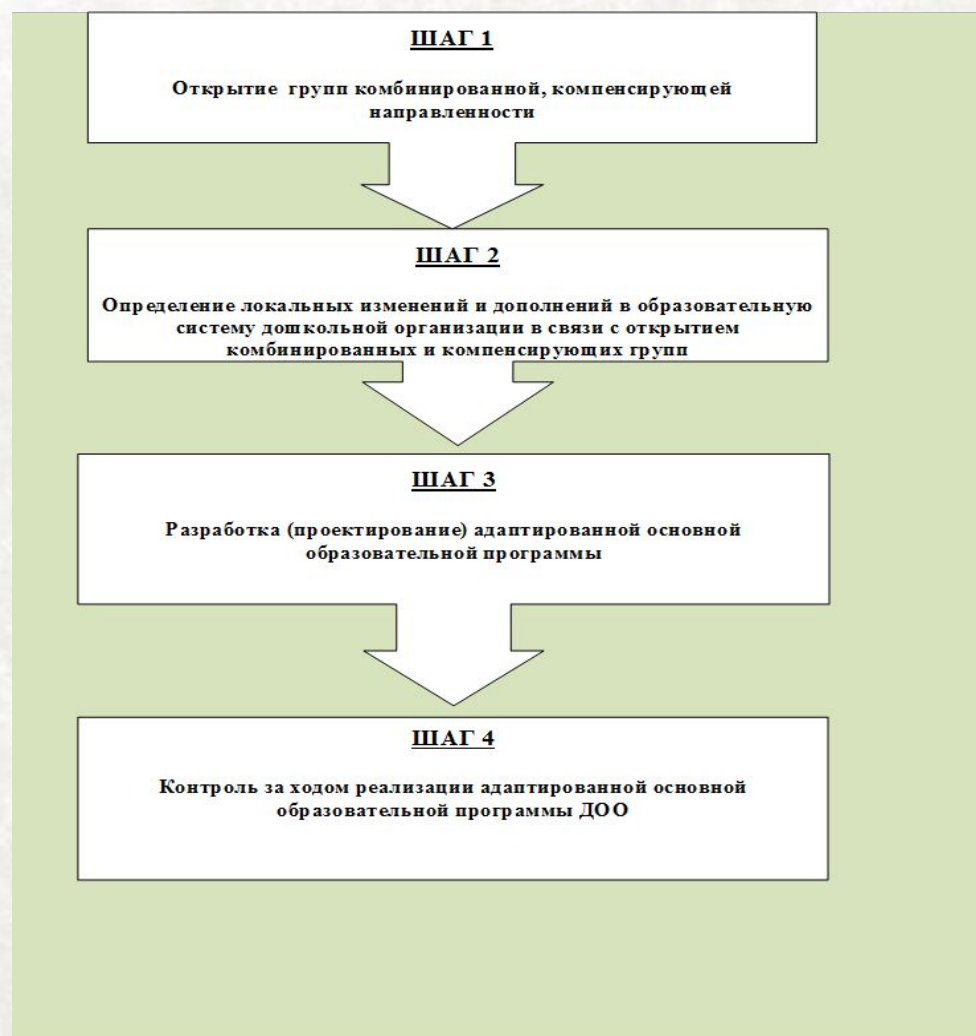 ШАГ 1
Открытие групп комбинированной, компенсирующей
направленности
ШАГ 2
Определение локальных изменений и дополнений в образовательную
систему дошкольной организации в связи с открытием
комбинированных и компенсирующих групп
ШАГ 3
Разработка (проектирование) адаптированной основной
образовательной программы
ШАГ 4
Контроль за ходом реализации адаптированной основной
образовательной программы ДОО